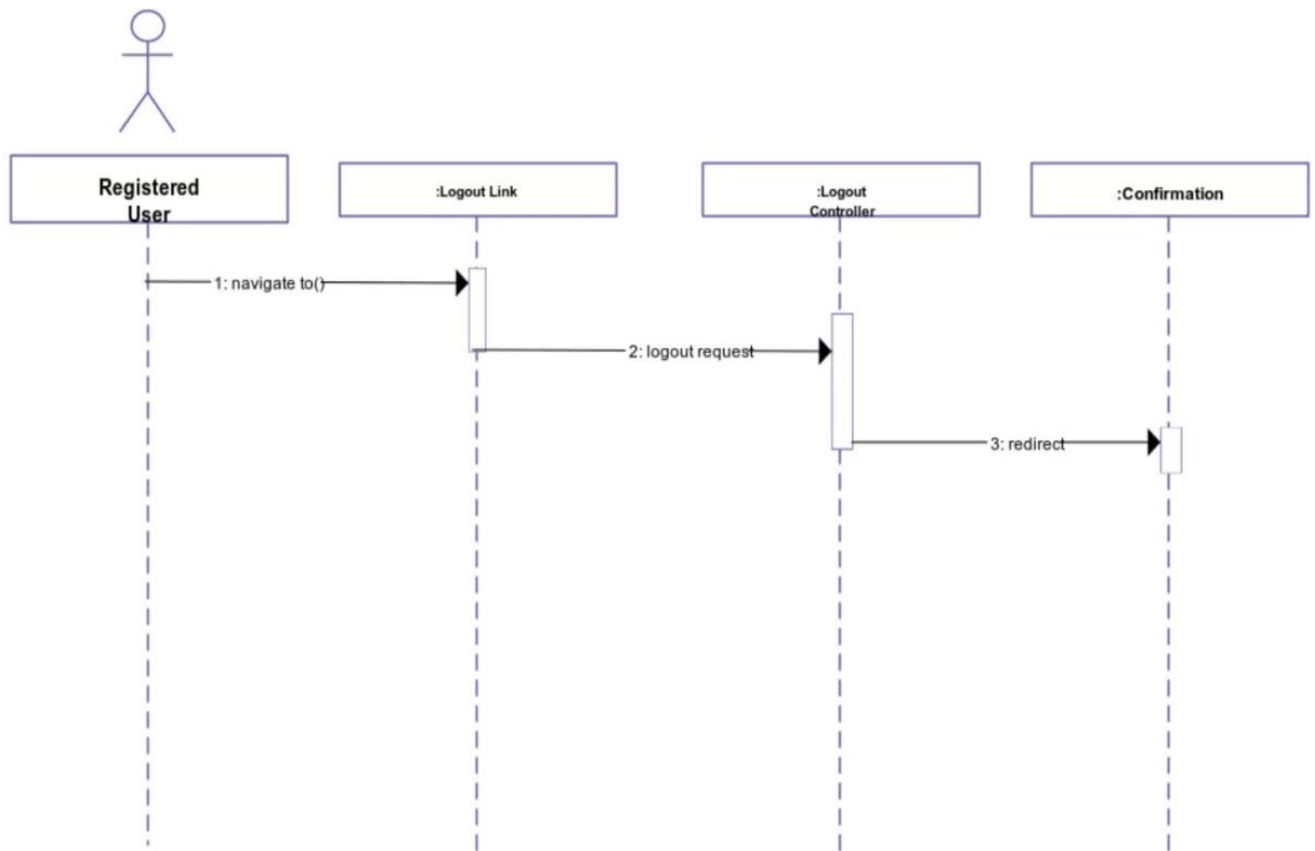 Registered
User
:Logout Link
:Logout
Controller
:Confirmation
1: navigate to()
2: logout request
3: redirect